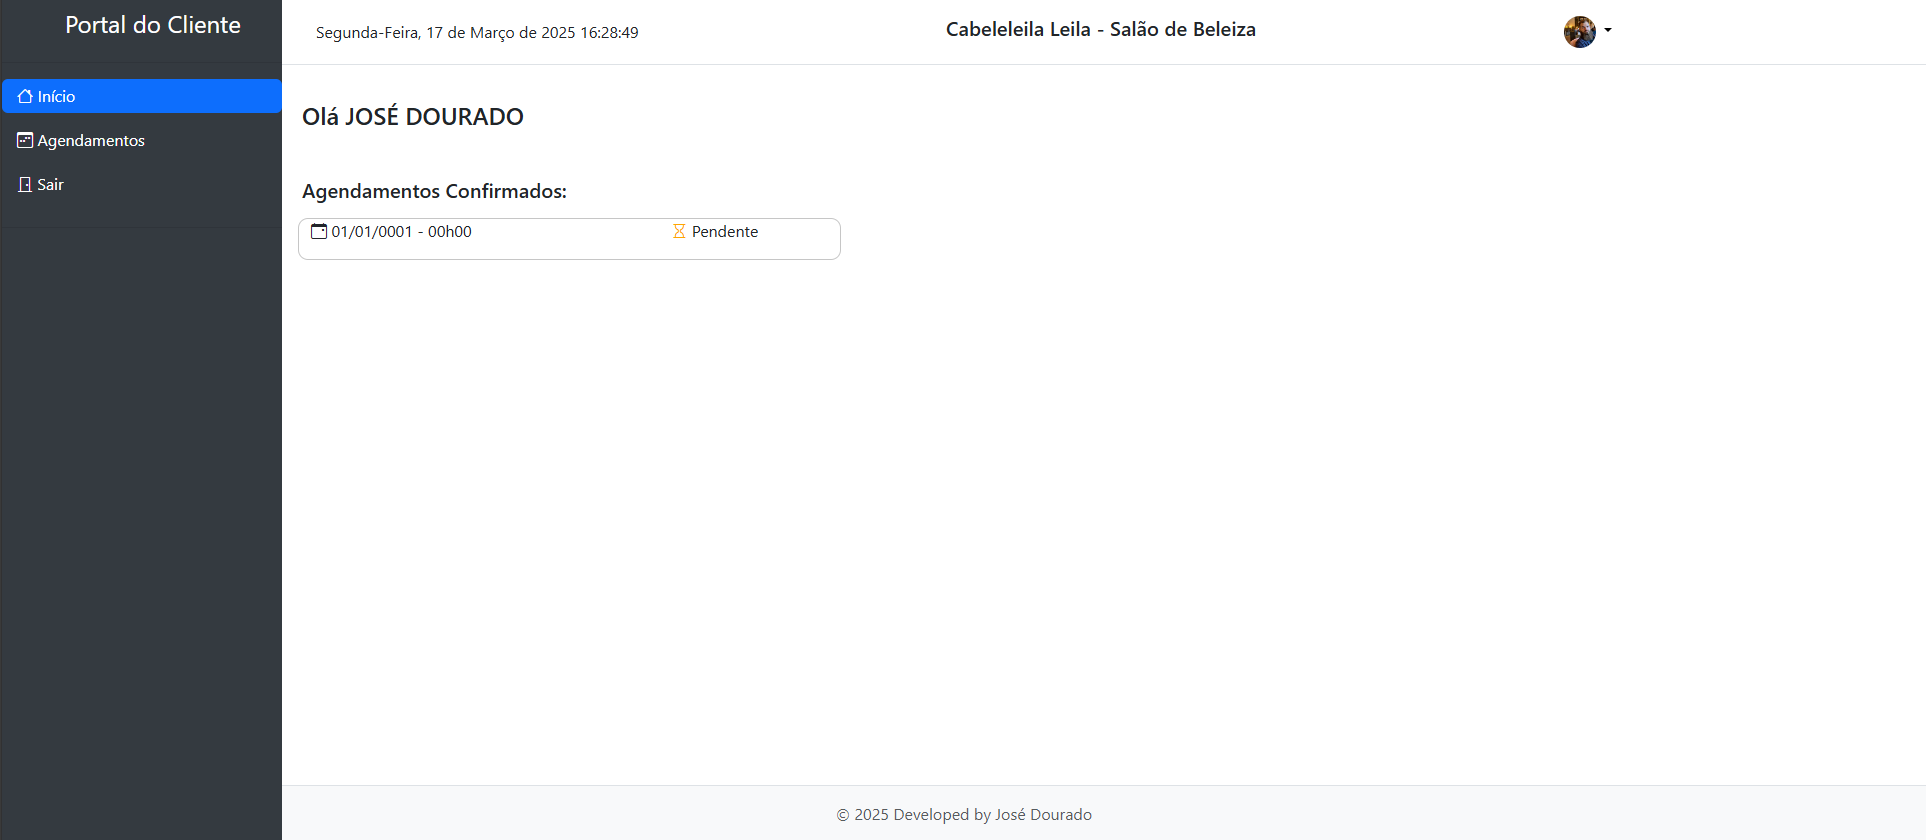 Portal do Cliente
Início
Agendamentos
Sair
Segunda-Feira, 17 de Março de 2025 16:28:49
Cabeleleila Leila - Salão de Beleiza
Olá JOSÉ DOURADO
Agendamentos Confirmados:
01/01/0001 - 00h00 Pendente
© 2025 Developed by José Dourado